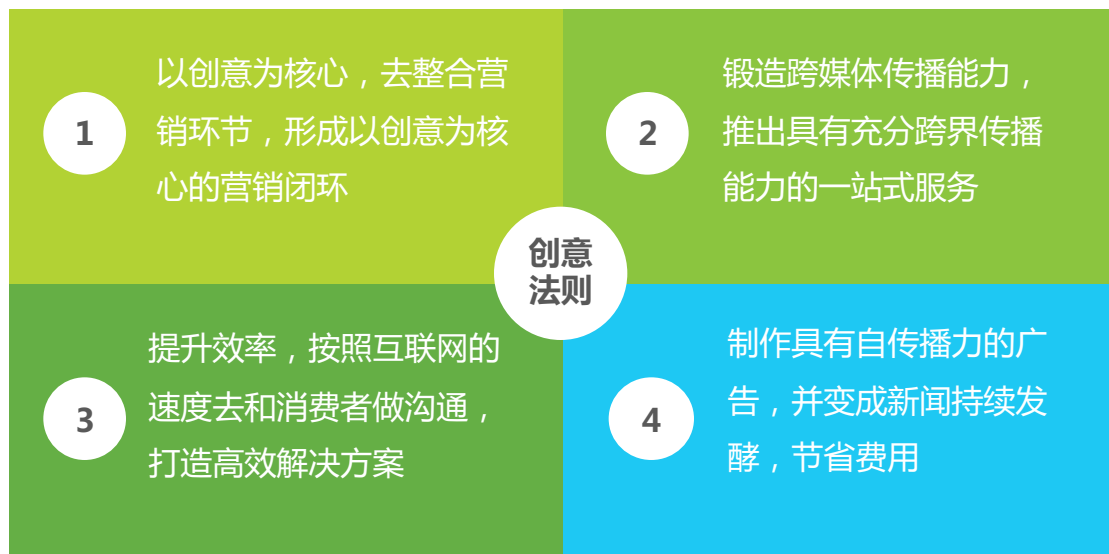 1
以创意为核心，去整合营
销环节，形成以创意为核
心的营销闭环
2
锻造跨媒体传播能力，
推出具有充分跨界传播
能力的一站式服务
创意
法则
3
提升效率，按照互联网的
速度去和消费者做沟通，
打造高效解决方案
4
制作具有自传播力的广
告，并变成新闻持续发
酵，节省费用